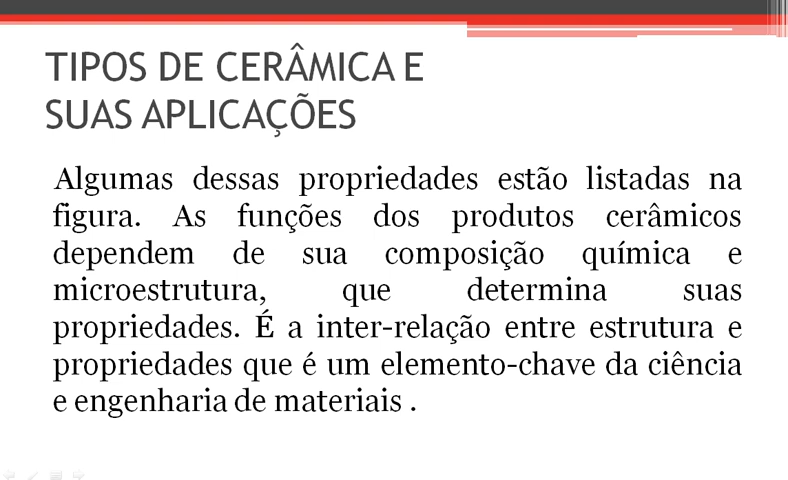 TIPOS DE CERÂMICA E
SUAS APLICAÇÕES
Algumas dessas propriedades estão listadas na
figura. As funções dos produtos cerâmicos
dependem de sua composição química e
microestrutura, que determina suas
propriedades. É a inter-relação entre estrutura e
propriedades que é um elemento-chave da ciência
e engenharia de materiais .